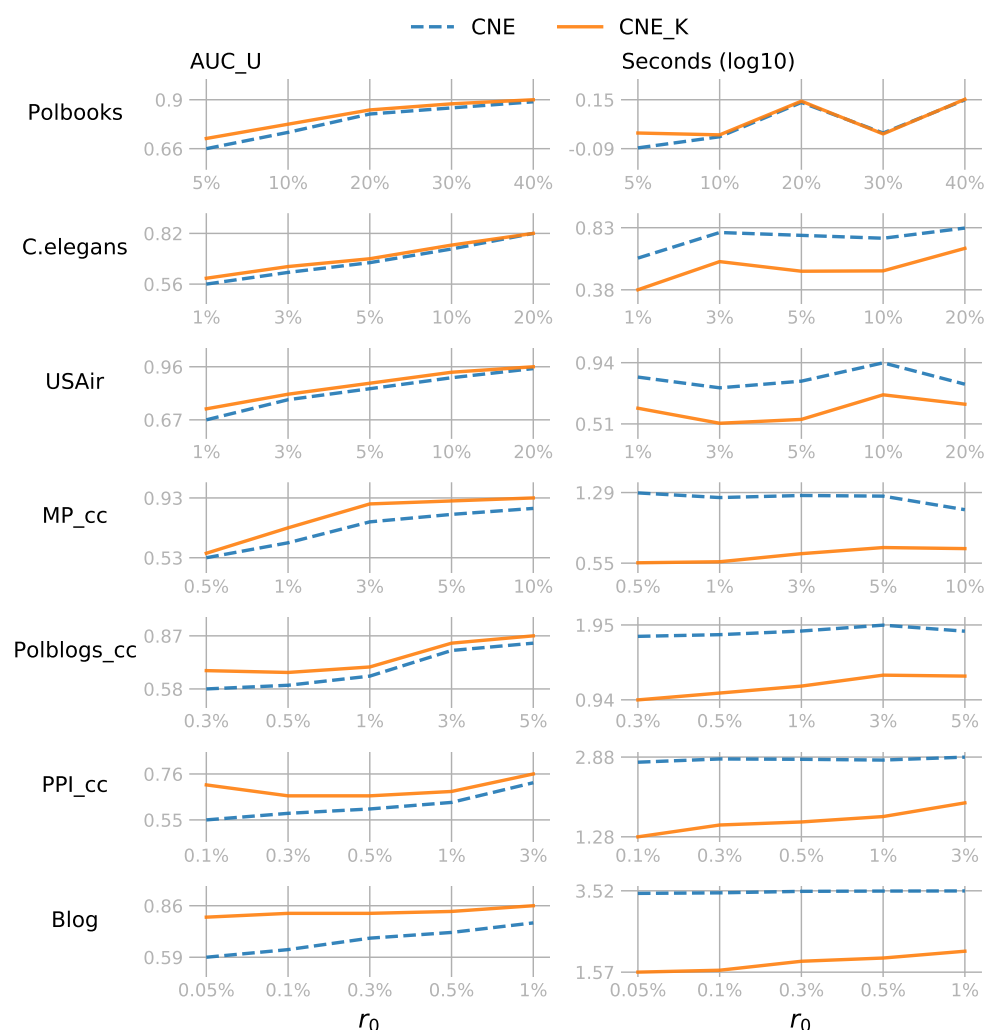 CNE CNE_K
AUC_U Seconds (log10)
Polbooks
0.9 0.15
0.66 -0.09
5% 10% 20% 30% 40% 5% 10% 20% 30% 40%
C.elegans
0.82 0.83
0.56 0.38
1% 3% 5% 10% 20% 1% 3% 5% 10% 20%
USAir
0.96 0.94
0.67 0.51
1% 3% 5% 10% 20% 1% 3% 5% 10% 20%
MP_cc
0.93 1.29
0.53 0.55
0.5% 1% 3% 5% 10% 0.5% 1% 3% 5% 10%
Polblogs_cc
0.87 1.95
0.58 0.94
0.3% 0.5% 1% 3% 5% 0.3% 0.5% 1% 3% 5%
PPI_cc
0.76 2.88
0.55 1.28
0.1% 0.3% 0.5% 1% 3% 0.1% 0.3% 0.5% 1% 3%
Blog
0.86 3.52
0.59 1.57
0.05% 0.1% 0.3% 0.5% 1% 0.05% 0.1% 0.3% 0.5% 1%
r₀ r₀